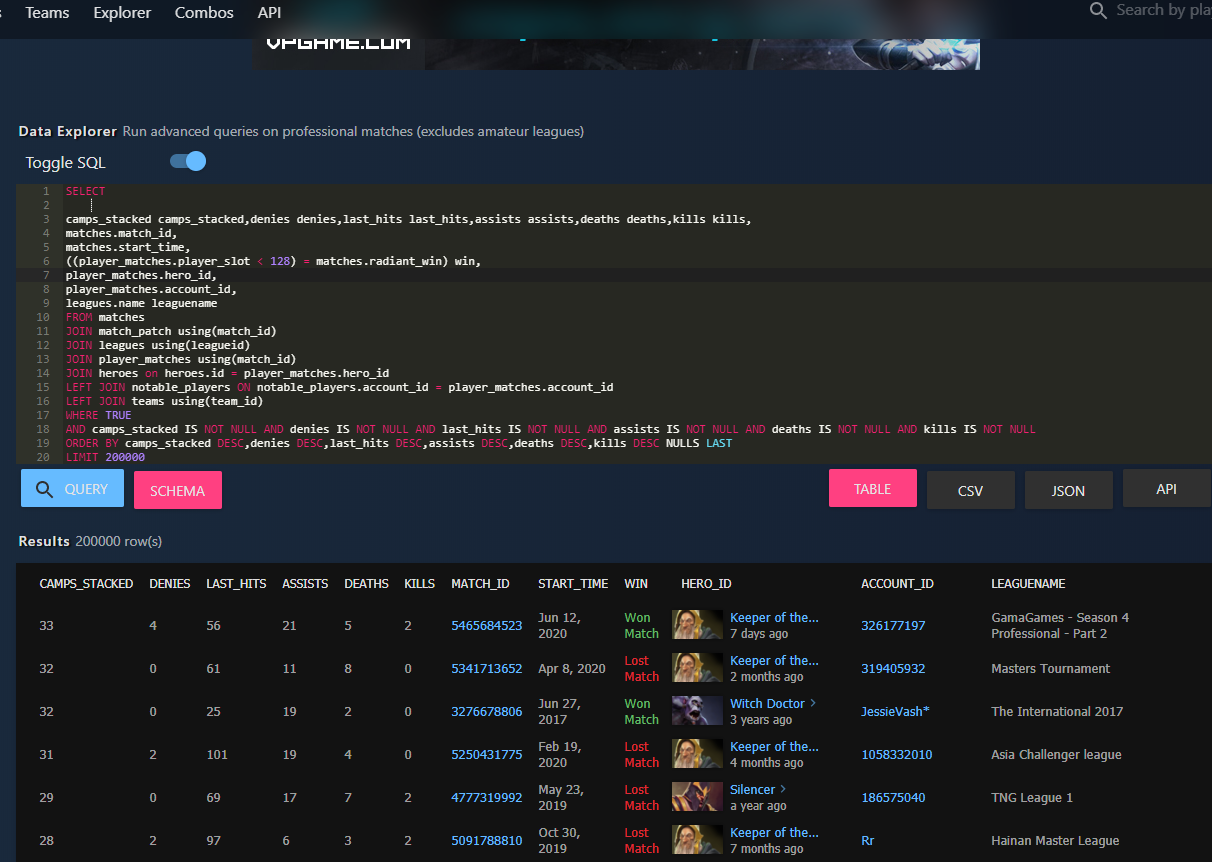 Teams Explorer Combos API Search by pla
VPGAME.COM
Data Explorer Run advanced queries on professional matches (excludes amateur leagues)
Toggle SQL
1 SELECT
2
3 camps_stacked camps_stacked,denies denies,last_hits last_hits,assists assists,deaths deaths,kills kills,
4 matches.match_id,
5 matches.start_time,
6 ((player_matches.player_slot < 128) = matches.radiant_win) win,
7 player_matches.hero_id,
8 player_matches.account_id,
9 leagues.name leaguename
10 FROM matches
11 JOIN match_patch using(match_id)
12 JOIN leagues using(leagueid)
13 JOIN player_matches using(match_id)
14 JOIN heroes on heroes.id = player_matches.hero_id
15 LEFT JOIN notable_players ON notable_players.account_id = player_matches.account_id
16 LEFT JOIN teams using(team_id)
17 WHERE TRUE
18 AND camps_stacked IS NOT NULL AND denies IS NOT NULL AND last_hits IS NOT NULL AND assists IS NOT NULL AND deaths IS NOT NULL AND kills IS NOT NULL
19 ORDER BY camps_stacked DESC,denies DESC,last_hits DESC,assists DESC,deaths DESC,kills DESC NULLS LAST
20 LIMIT 200000
QUERY SCHEMA TABLE CSV JSON API
Results 200000 row(s)
CAMPS_STACKED DENIES LAST_HITS ASSISTS DEATHS KILLS MATCH_ID START_TIME WIN HERO_ID ACCOUNT_ID LEAGUENAME
33 4 56 21 5 2 5465684523 Jun 12, 2020 Won Match Keeper of the... 7 days ago 326177197 GamaGames - Season 4 Professional - Part 2
32 0 61 11 8 0 5341713652 Apr 8, 2020 Lost Match Keeper of the... 2 months ago 319405932 Masters Tournament
32 0 25 19 2 0 3276678806 Jun 27, 2017 Won Match Witch Doctor > 3 years ago JessieVash* The International 2017
31 2 101 19 4 0 5250431775 Feb 19, 2020 Lost Match Keeper of the... 4 months ago 1058332010 Asia Challenger league
29 0 69 17 7 2 4777319992 May 23, 2019 Lost Match Silencer > a year ago 186575040 TNG League 1
28 2 97 6 3 2 5091788810 Oct 30, 2019 Lost Match Keeper of the... 7 months ago Rr Hainan Master League